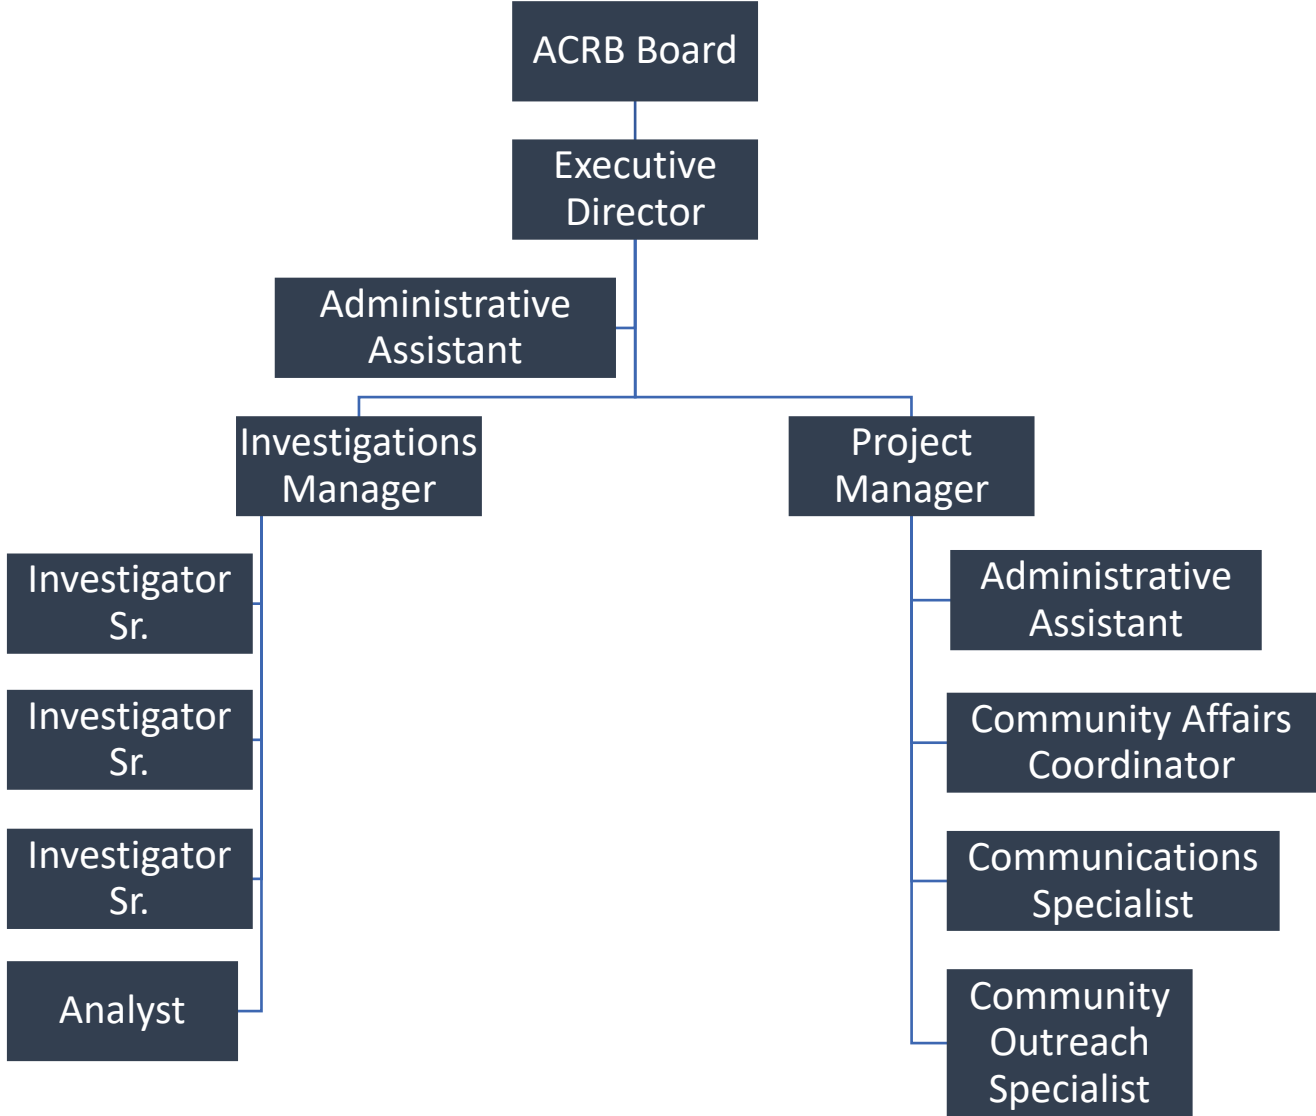 ACRB Board
Executive
Director
Administrative
Assistant
Investigations
Manager
Project
Manager
Investigator
Sr.
Administrative
Assistant
Investigator
Sr.
Community Affairs
Coordinator
Investigator
Sr.
Communications
Specialist
Analyst
Community
Outreach
Specialist